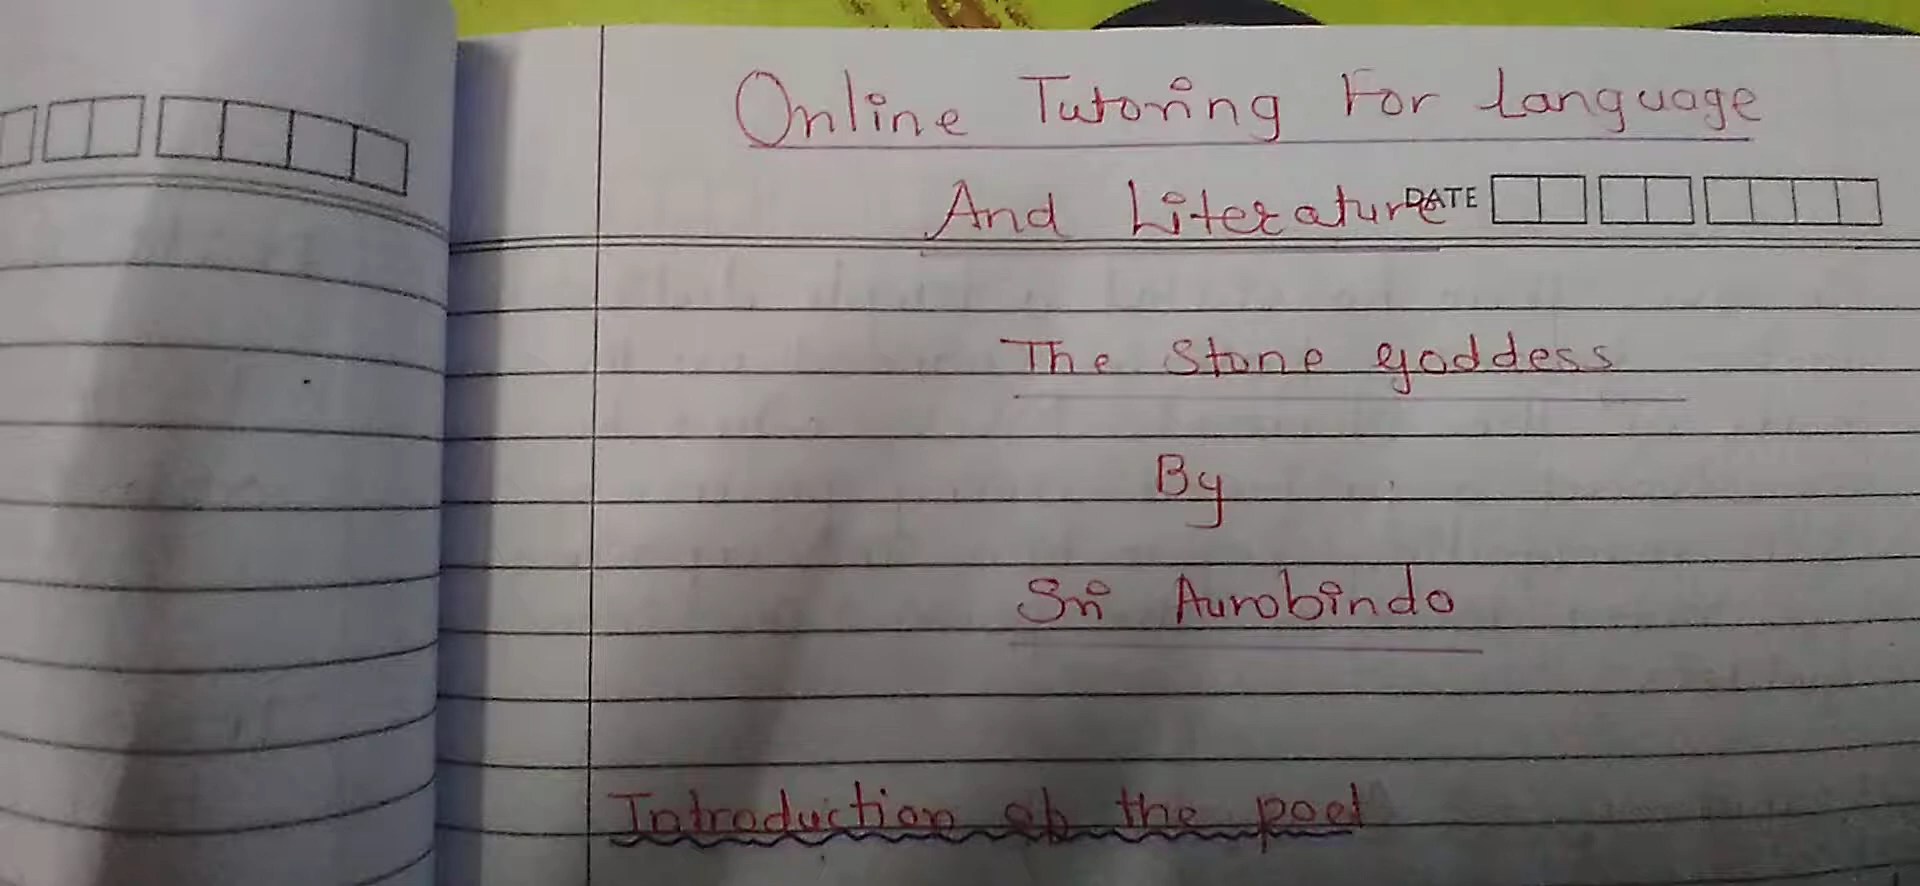 Online Tutoring For Language
And Literature DATE
The Stone goddess
By
Sri Aurobindo
Introduction of the poet